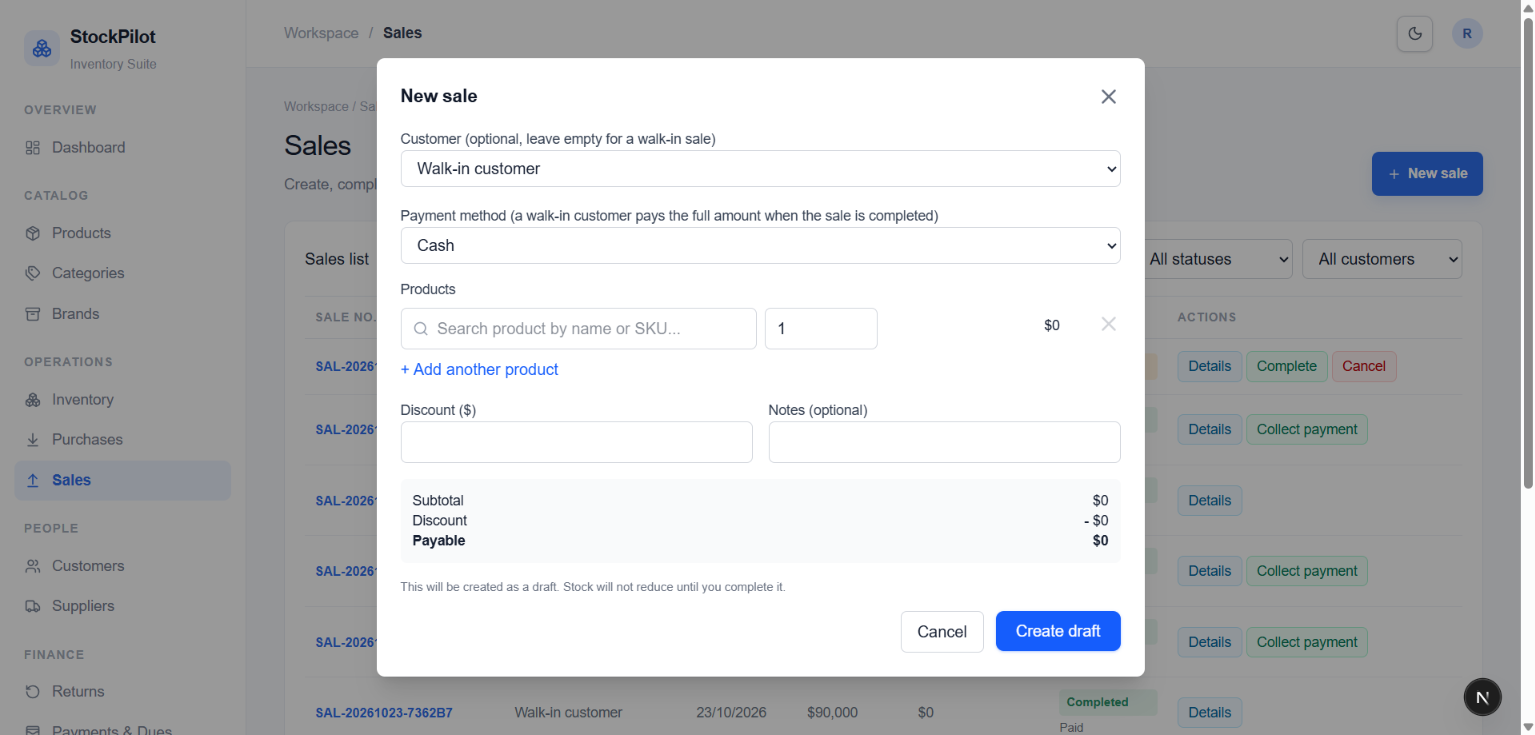 StockPilot
Inventory Suite
OVERVIEW
Dashboard
CATALOG
Products
Categories
Brands
OPERATIONS
Inventory
Purchases
Sales
PEOPLE
Customers
Suppliers
FINANCE
Returns
Payments & Dues
Workspace / Sales
R
Workspace / Sa
Sales
Create, compl
+ New sale
Sales list
All statuses
All customers
SALE NO.
ACTIONS
SAL-20261
Details Complete Cancel
SAL-20261
Details Collect payment
SAL-20261
Details
SAL-20261
Details Collect payment
SAL-20261
Details Collect payment
SAL-20261023-7362B7 Walk-in customer 23/10/2026 $90,000 $0 Completed Details
Paid
New sale
Customer (optional, leave empty for a walk-in sale)
Walk-in customer
Payment method (a walk-in customer pays the full amount when the sale is completed)
Cash
Products
Search product by name or SKU... 1 $0
+ Add another product
Discount ($) Notes (optional)
Subtotal $0
Discount - $0
Payable $0
This will be created as a draft. Stock will not reduce until you complete it.
Cancel Create draft
N